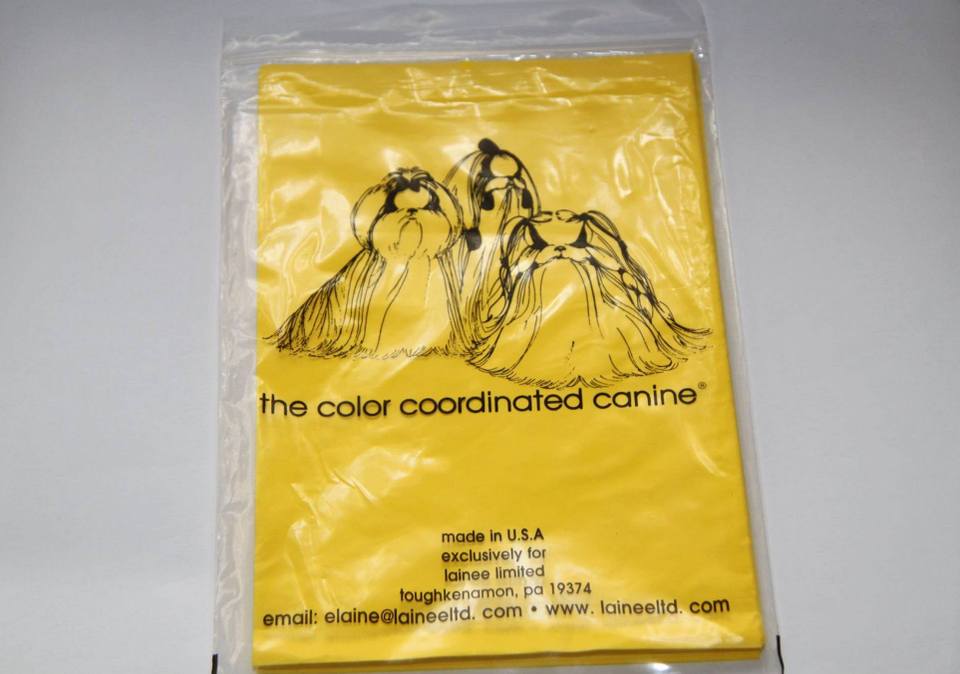 the color coordinated canine®
made in U.S.A
exclusively for
lainee limited
toughkenamon, pa 19374
email: elaine@laineeltd. com • www. laineeltd. com